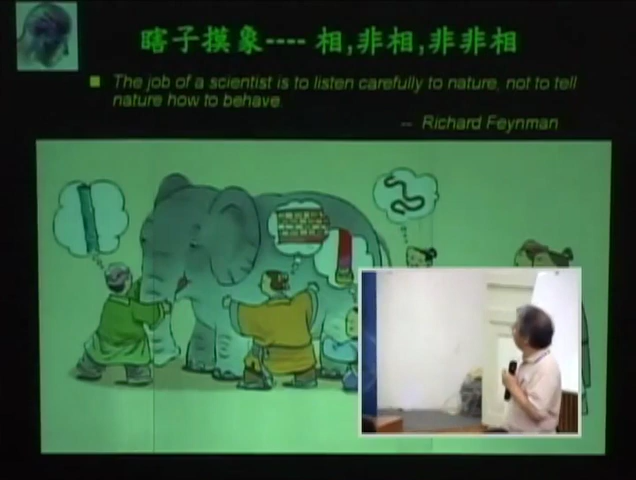 瞎子摸象---- 相,非相,非非相
The job of a scientist is to listen carefully to nature, not to tell
nature how to behave.
-- Richard Feynman